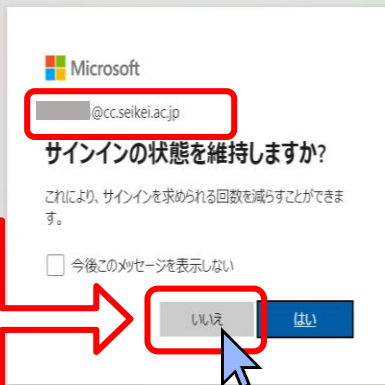 Microsoft
@cc.seikei.ac.jp
サインインの状態を維持しますか?
これにより、サインインを求められる回数を減らすことができま
す。
今後このメッセージを表示しない
いいえ はい